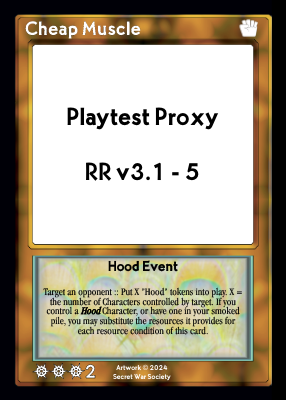 Cheap Muscle
Playtest Proxy
RR v3.1 - 5
Hood Event
Target an opponent :: Put X "Hood" tokens into play. X =
the number of Characters controlled by target. If you
control a Hood Character, or have one in your smoked
pile, you may substitute the resources it provides for
each resource condition of this card.
2
Artwork © 2024
Secret War Society